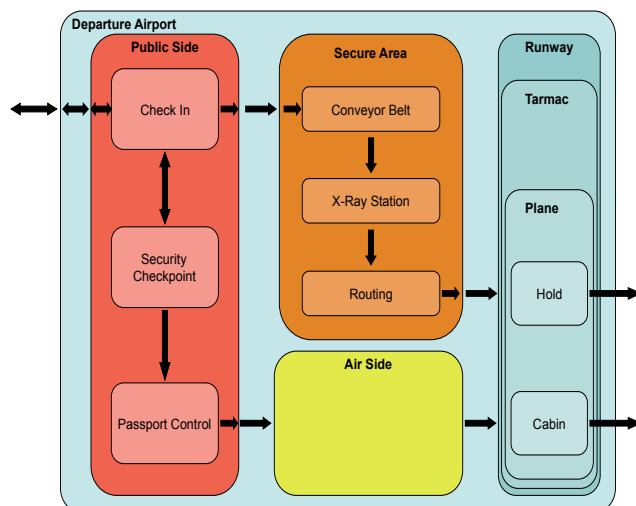 Departure Airport
Public Side
Check In
Security
Checkpoint
Passport Control
Secure Area
Conveyor Belt
X-Ray Station
Routing
Air Side
Runway
Tarmac
Plane
Hold
Cabin